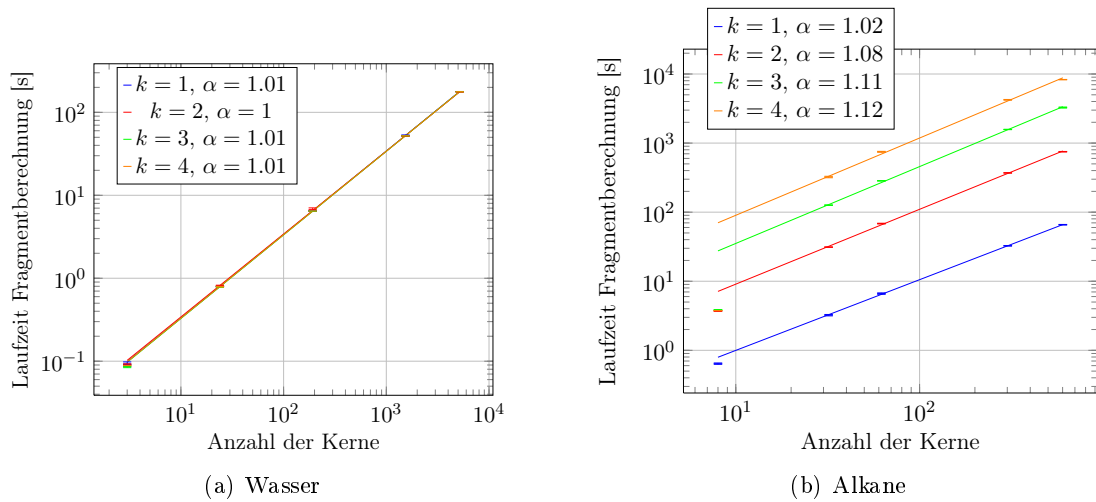 k = 1, α = 1.01
k = 2, α = 1
k = 3, α = 1.01
k = 4, α = 1.01
Laufzeit Fragmentberechnung [s]
10^2
10^1
10^0
10^−1
10^1
10^2
10^3
10^4
Anzahl der Kerne
(a) Wasser
k = 1, α = 1.02
k = 2, α = 1.08
k = 3, α = 1.11
k = 4, α = 1.12
Laufzeit Fragmentberechnung [s]
10^4
10^3
10^2
10^1
10^0
10^1
10^2
Anzahl der Kerne
(b) Alkane